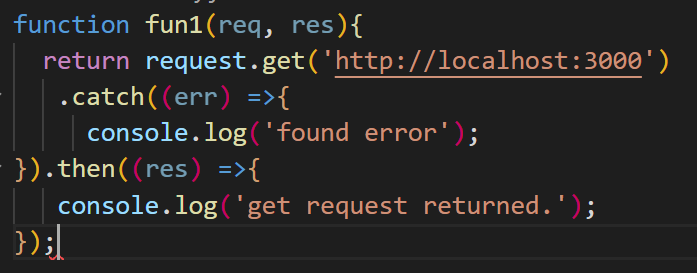 function fun1(req, res){
  return request.get('http://localhost:3000')
   .catch((err) =>{
     console.log('found error');
}).then((res) =>{
   console.log('get request returned.');
});